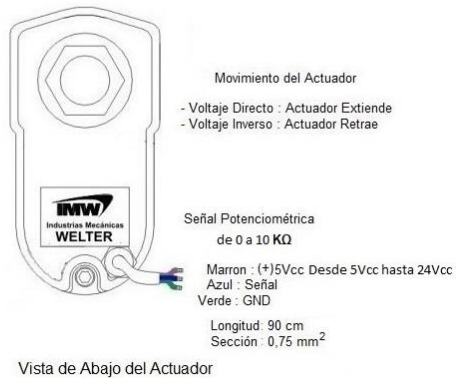 Movimiento del Actuador
- Voltaje Directo : Actuador Extiende
- Voltaje Inverso : Actuador Retrae
IMW
Industrias Mecánicas
WELTER
Señal Potenciométrica
de 0 a 10 KΩ
Marron : (+)5Vcc Desde 5Vcc hasta 24Vcc
Azul : Señal
Verde : GND
Longitud: 90 cm
Sección : 0,75 mm²
Vista de Abajo del Actuador